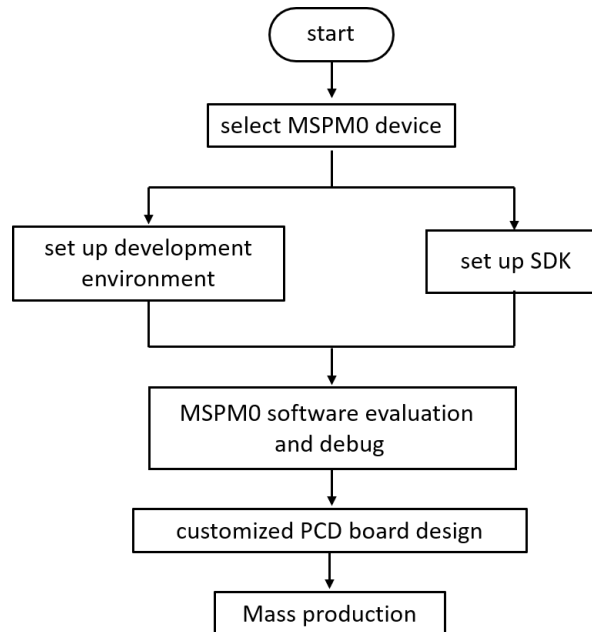 start
select MSPM0 device
set up development
environment
set up SDK
MSPM0 software evaluation
and debug
customized PCD board design
Mass production